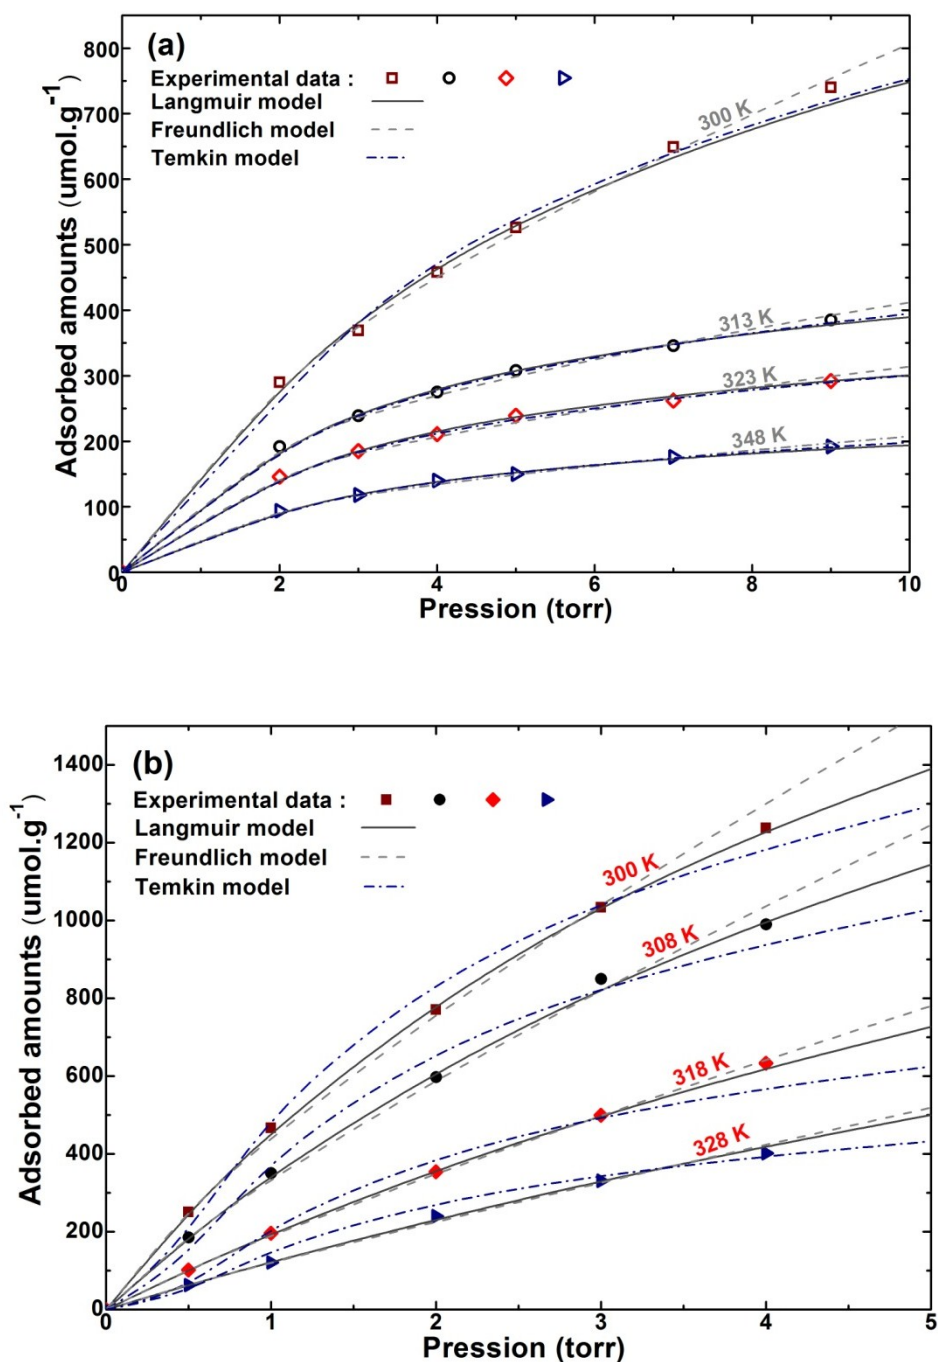 (a)
Experimental data :
Langmuir model
Freundlich model
Temkin model
800
700
600
500
400
300
200
100
0
Adsorbed amounts (umol.g-1)
300 K
313 K
323 K
348 K
0 2 4 6 8 10
Pression (torr)
(b)
Experimental data :
Langmuir model
Freundlich model
Temkin model
1400
1200
1000
800
600
400
200
0
Adsorbed amounts (umol.g-1)
300 K
308 K
318 K
328 K
0 1 2 3 4 5
Pression (torr)